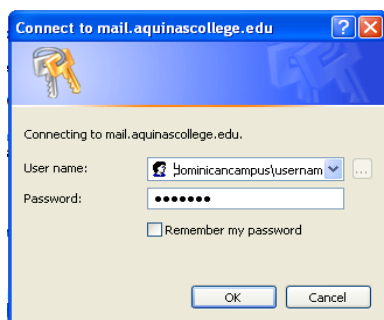 Connect to mail.aquinascollege.edu
Connecting to mail.aquinascollege.edu.
User name: dominicancampus\usernam
Password: •••••••
Remember my password
OK Cancel